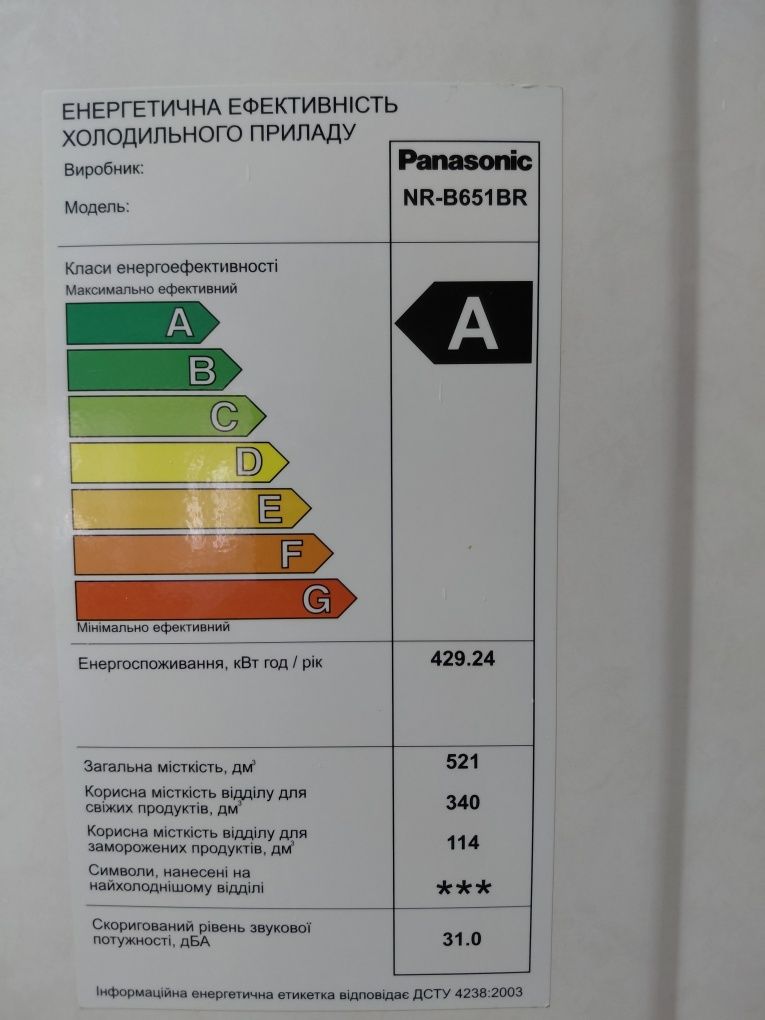 ЕНЕРГЕТИЧНА ЕФЕКТИВНІСТЬ
ХОЛОДИЛЬНОГО ПРИЛАДУ
Виробник:
Panasonic
Модель:
NR-B651BR
Класи енергоефективності
Максимально ефективний
A
A
B
C
D
E
F
G
Мінімально ефективний
Енергоспоживання, кВт год / рік
429.24
Загальна місткість, дм³
521
Корисна місткість відділу для
свіжих продуктів, дм³
340
Корисна місткість відділу для
заморожених продуктів, дм³
114
Символи, нанесені на
найхолоднішому відділі
***
Скоригований рівень звукової
потужності, дБА
31.0
Інформаційна енергетична етикетка відповідає ДСТУ 4238:2003